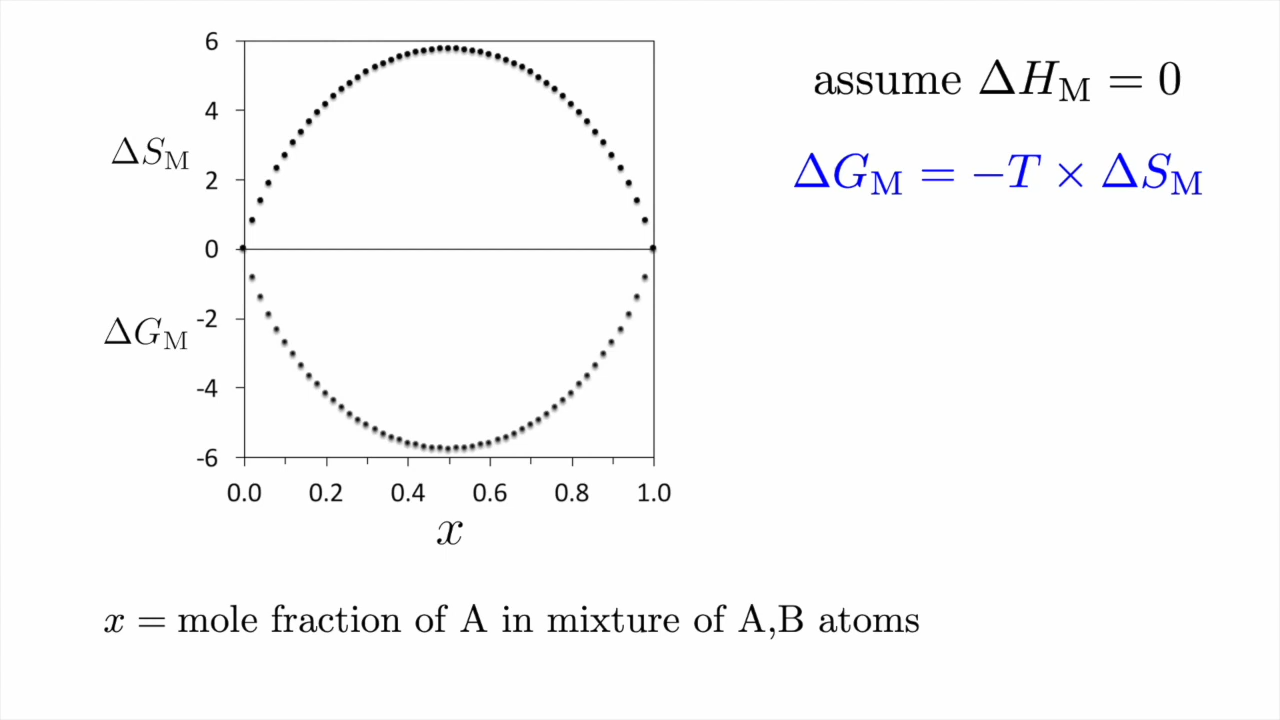 6
4
2
0
-2
-4
-6
ΔS_M
ΔG_M
0.0 0.2 0.4 0.6 0.8 1.0
x
assume ΔH_M = 0
ΔG_M = −T × ΔS_M
x = mole fraction of A in mixture of A,B atoms